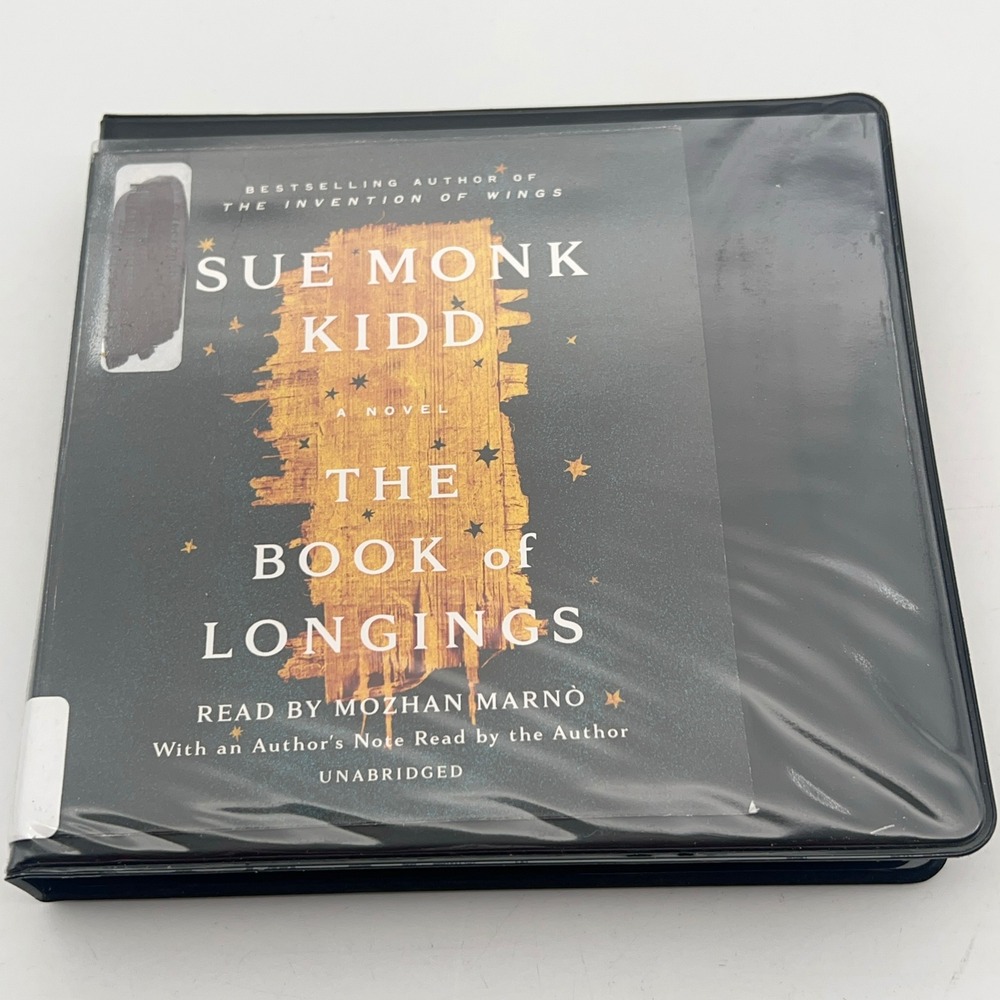 BESTSELLING AUTHOR OF
THE INVENTION OF WINGS
SUE MONK
KIDD
A NOVEL
THE
BOOK of
LONGINGS
READ BY MOZHAN MARNÒ
With an Author's Note Read by the Author
UNABRIDGED